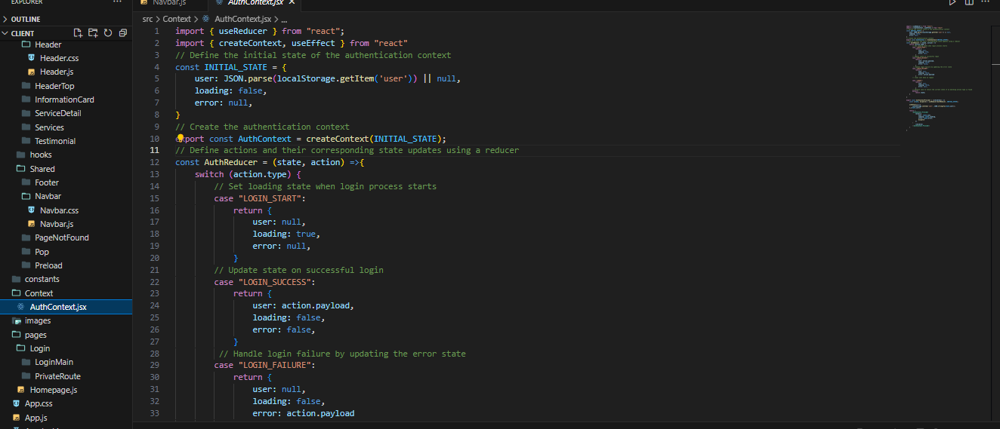 EXPLORER
...
OUTLINE
CLIENT
Header
Header.css
Header.js
HeaderTop
InformationCard
ServiceDetail
Services
Testimonial
hooks
Shared
Footer
Navbar
Navbar.css
Navbar.js
PageNotFound
Pop
Preload
constants
Context
AuthContext.jsx
images
pages
Login
LoginMain
PrivateRoute
Homepage.js
App.css
App.js
Navbar.js
AuthContext.jsx
src > Context > AuthContext.jsx > ...
1 import { useReducer } from "react";
2 import { createContext, useEffect } from "react"
3 // Define the initial state of the authentication context
4 const INITIAL_STATE = {
5 user: JSON.parse(localStorage.getItem('user')) || null,
6 loading: false,
7 error: null,
8 }
9 // Create the authentication context
10 export const AuthContext = createContext(INITIAL_STATE);
11 // Define actions and their corresponding state updates using a reducer
12 const AuthReducer = (state, action) =>{
13 switch (action.type) {
14 // Set loading state when login process starts
15 case "LOGIN_START":
16 return {
17 user: null,
18 loading: true,
19 error: null,
20 }
21 // Update state on successful login
22 case "LOGIN_SUCCESS":
23 return {
24 user: action.payload,
25 loading: false,
26 error: false,
27 }
28 // Handle login failure by updating the error state
29 case "LOGIN_FAILURE":
30 return {
31 user: null,
32 loading: false,
33 error: action.payload